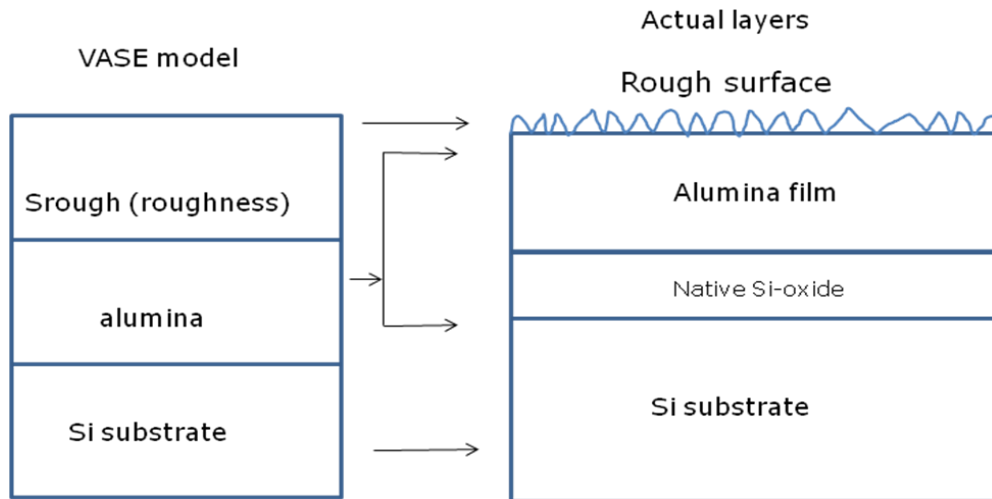 VASE model
Srough (roughness)
alumina
Si substrate
Actual layers
Rough surface
Alumina film
Native Si-oxide
Si substrate